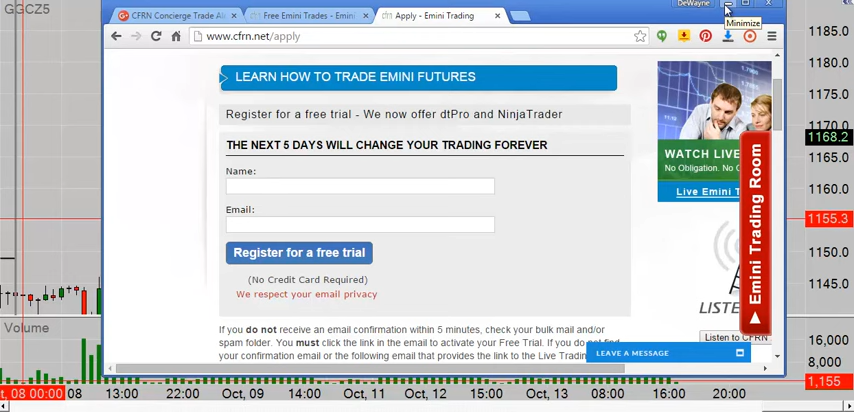 GGCZ5
DeWayne
CFRN Concierge Trade Al
Free Emini Trades - Emini
Apply - Emini Trading
Minimize
www.cfrn.net/apply
LEARN HOW TO TRADE EMINI FUTURES
Register for a free trial - We now offer dtPro and NinjaTrader
THE NEXT 5 DAYS WILL CHANGE YOUR TRADING FOREVER
Name:
Email:
Register for a free trial
(No Credit Card Required)
We respect your email privacy
If you do not receive an email confirmation within 5 minutes, check your bulk mail and/or
spam folder. You must click the link in the email to activate your Free Trial. If you do not find
your confirmation email or the following email that provides the link to the Live Tradin
WATCH LIVE
No Obligation. No
Live Emini T
Emini Trading Room
LISTE
Listen to CFRN
LEAVE A MESSAGE
1185.0
1180.0
1175.0
1170.0
1168.2
1165.0
1160.0
1155.3
1150.0
1145.0
Volume
16,000
8,000
1,155
t, 08 00:00 08 13:00 22:00 Oct, 09 14:00 Oct, 11 Oct, 12 15:00 Oct, 13 16:00 20:00